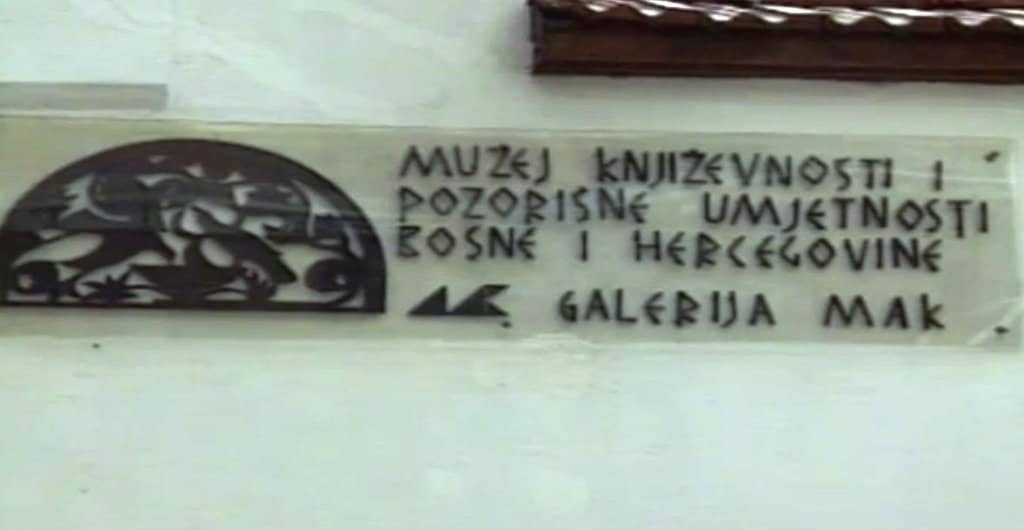 MUZEJ KNJIŽEVNOSTI I
POZORISNE UMJETNOSTI
BOSNE I HERCEGOVINE
GALERIJA MAK